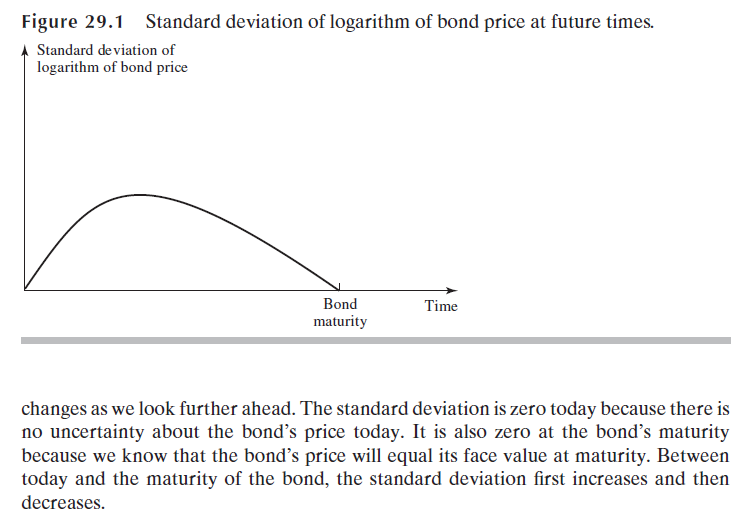 Figure 29.1 Standard deviation of logarithm of bond price at future times.
Standard deviation of
logarithm of bond price
Bond
maturity
Time
changes as we look further ahead. The standard deviation is zero today because there is
no uncertainty about the bond's price today. It is also zero at the bond's maturity
because we know that the bond's price will equal its face value at maturity. Between
today and the maturity of the bond, the standard deviation first increases and then
decreases.